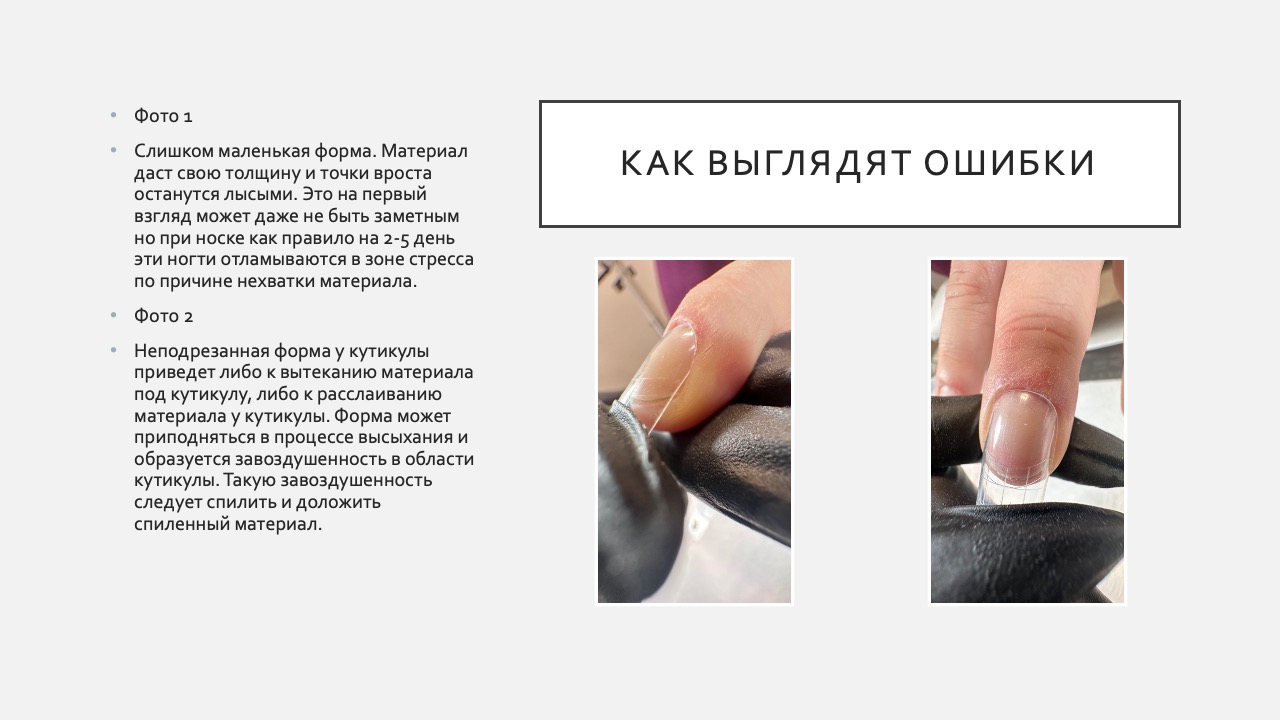 Фото 1
Слишком маленькая форма. Материал
даст свою толщину и точки вроста
останутся лысыми. Это на первый
взгляд может даже не быть заметным
но при носке как правило на 2-5 день
эти ногти отламываются в зоне стресса
по причине нехватки материала.
Фото 2
Неподрезанная форма у кутикулы
приведет либо к вытеканию материала
под кутикулу, либо к расслаиванию
материала у кутикулы. Форма может
приподняться в процессе высыхания и
образуется завоздушенность в области
кутикулы. Такую завоздушенность
следует спилить и доложить
спиленный материал.
КАК ВЫГЛЯДЯТ ОШИБКИ